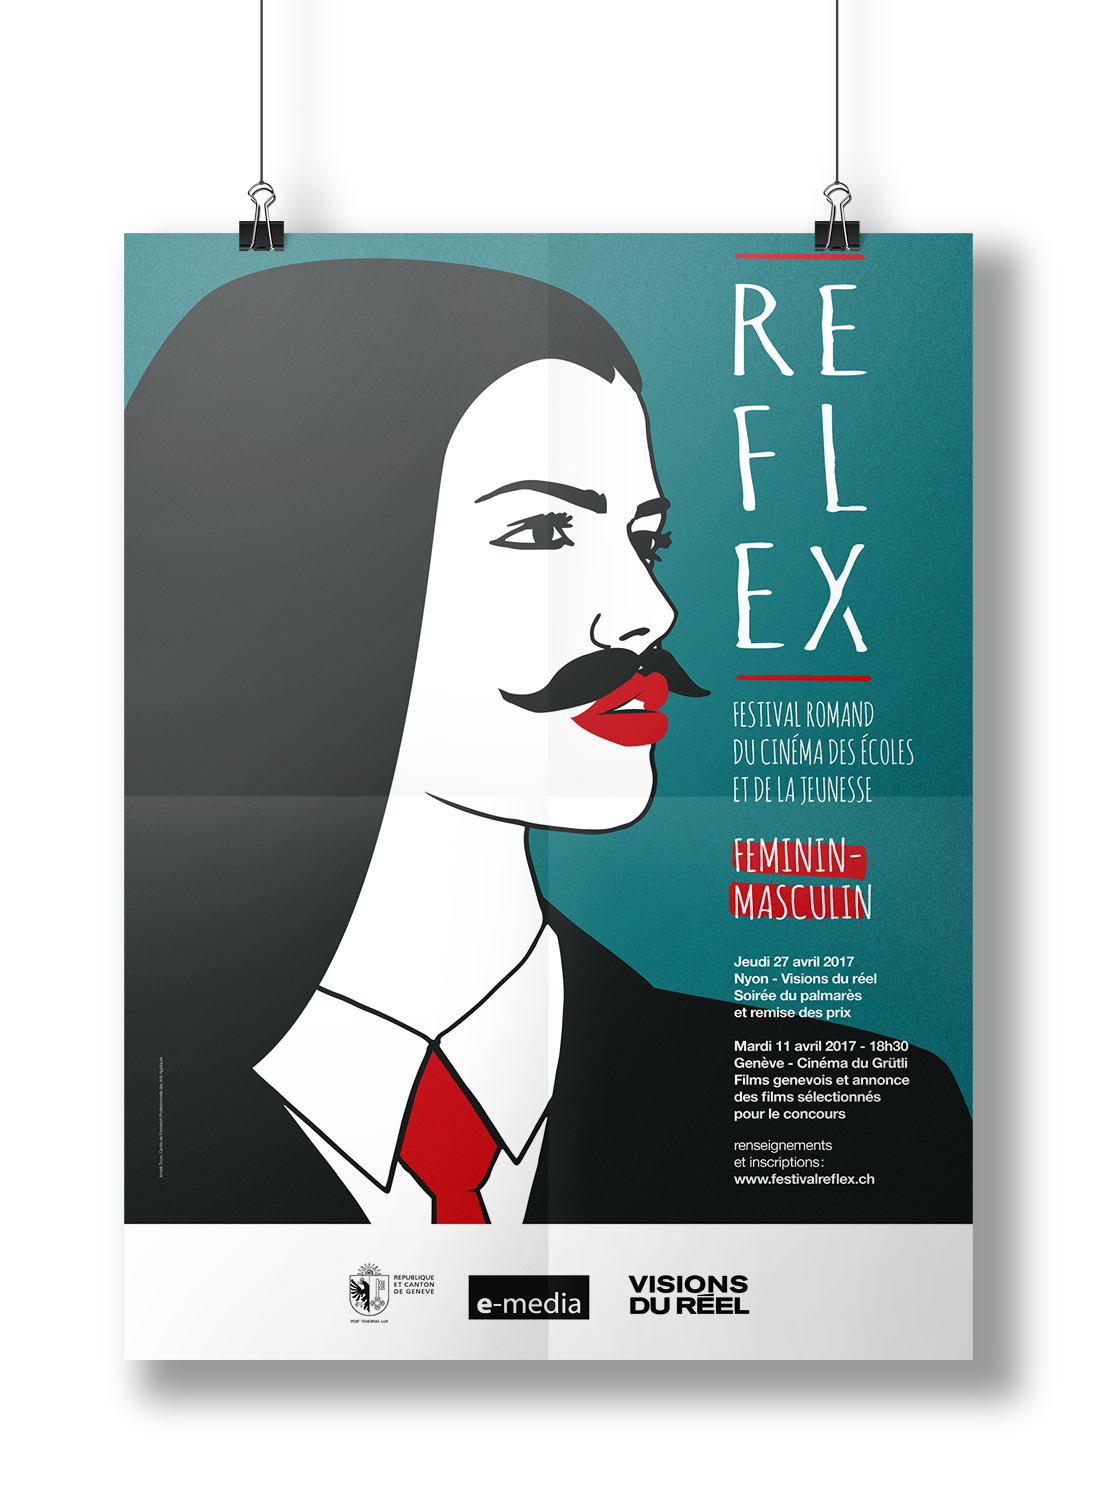 RE
FL
EX
FESTIVAL ROMAND
DU CINÉMA DES ÉCOLES
ET DE LA JEUNESSE
FEMININ-
MASCULIN
Jeudi 27 avril 2017
Nyon - Visions du réel
Soirée du palmarès
et remise des prix
Mardi 11 avril 2017 - 18h30
Genève - Cinéma du Grütli
Films genevois et annonce
des films sélectionnés
pour le concours
renseignements
et inscriptions :
www.festivalreflex.ch
REPUBLIQUE
ET CANTON
DE GENEVE
POST TENEBRAS LUX
e-media
VISIONS
DU RÉEL